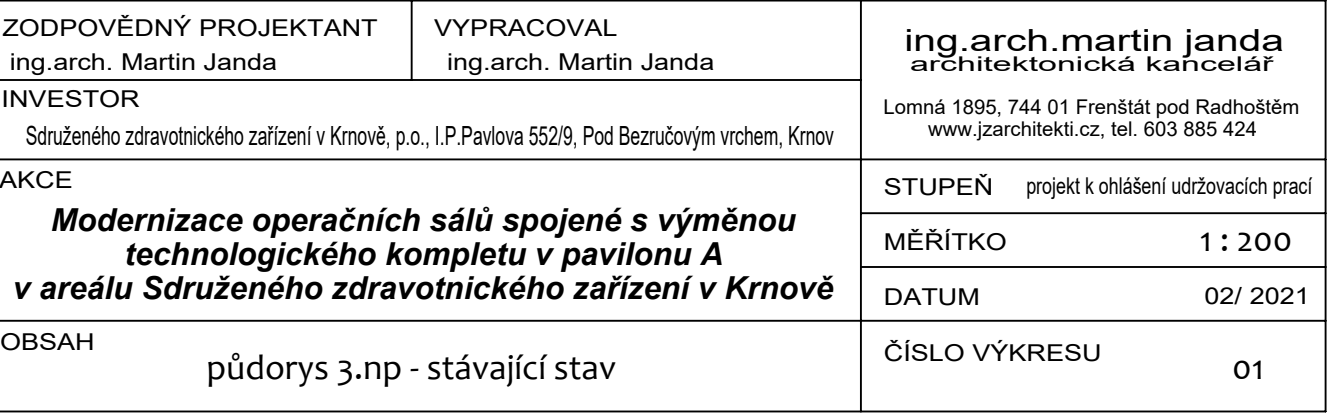 ZODPOVĚDNÝ PROJEKTANT
ing.arch. Martin Janda
VYPRACOVAL
ing.arch. Martin Janda
ing.arch.martin janda
architektonická kancelář
Lomná 1895, 744 01 Frenštát pod Radhoštěm
www.jzarchitekti.cz, tel. 603 885 424
INVESTOR
Sdruženého zdravotnického zařízení v Krnově, p.o., I.P.Pavlova 552/9, Pod Bezručovým vrchem, Krnov
AKCE
Modernizace operačních sálů spojené s výměnou
technologického kompletu v pavilonu A
v areálu Sdruženého zdravotnického zařízení v Krnově
STUPEŇ projekt k ohlášení udržovacích prací
MĚŘÍTKO 1:200
DATUM 02/ 2021
OBSAH
půdorys 3.np - stávající stav
ČÍSLO VÝKRESU
01